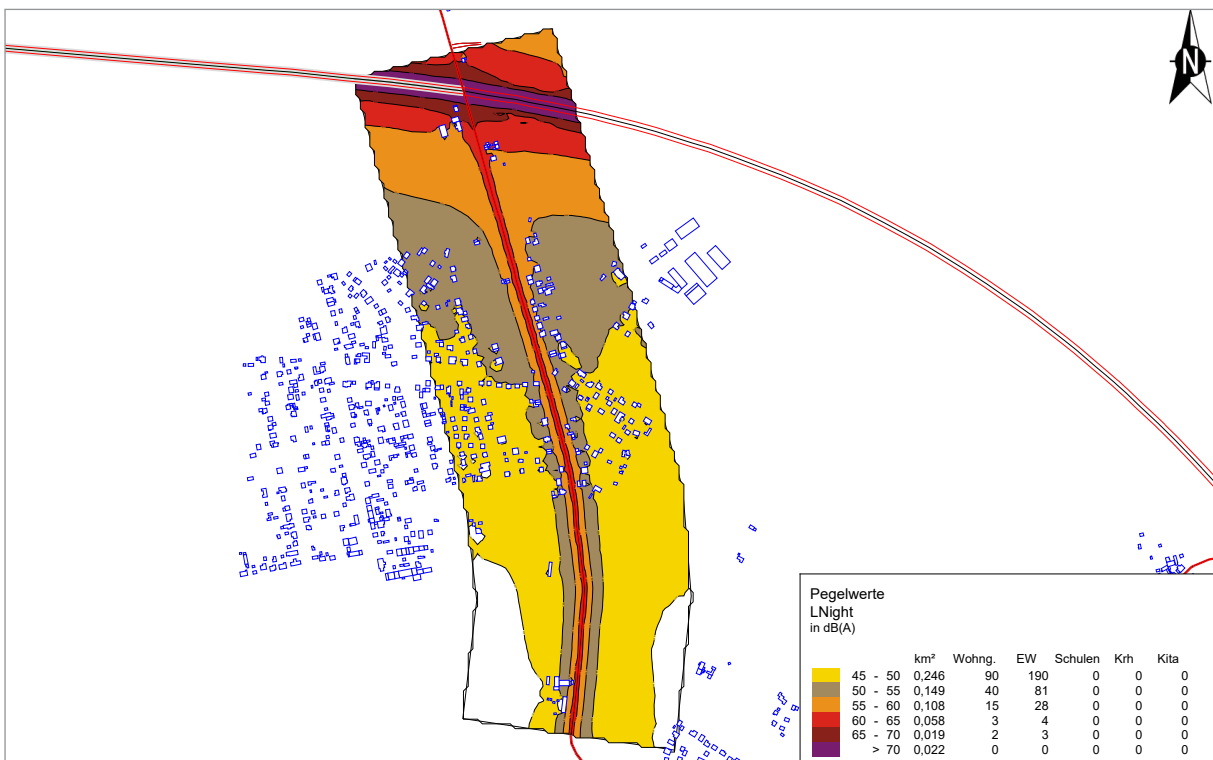 N
Pegelwerte
LNight
in dB(A)
km² Wohng. EW Schulen Krh Kita
45 - 50 0,246 90 190 0 0 0
50 - 55 0,149 40 81 0 0 0
55 - 60 0,108 15 28 0 0 0
60 - 65 0,058 3 4 0 0 0
65 - 70 0,019 2 3 0 0 0
> 70 0,022 0 0 0 0 0